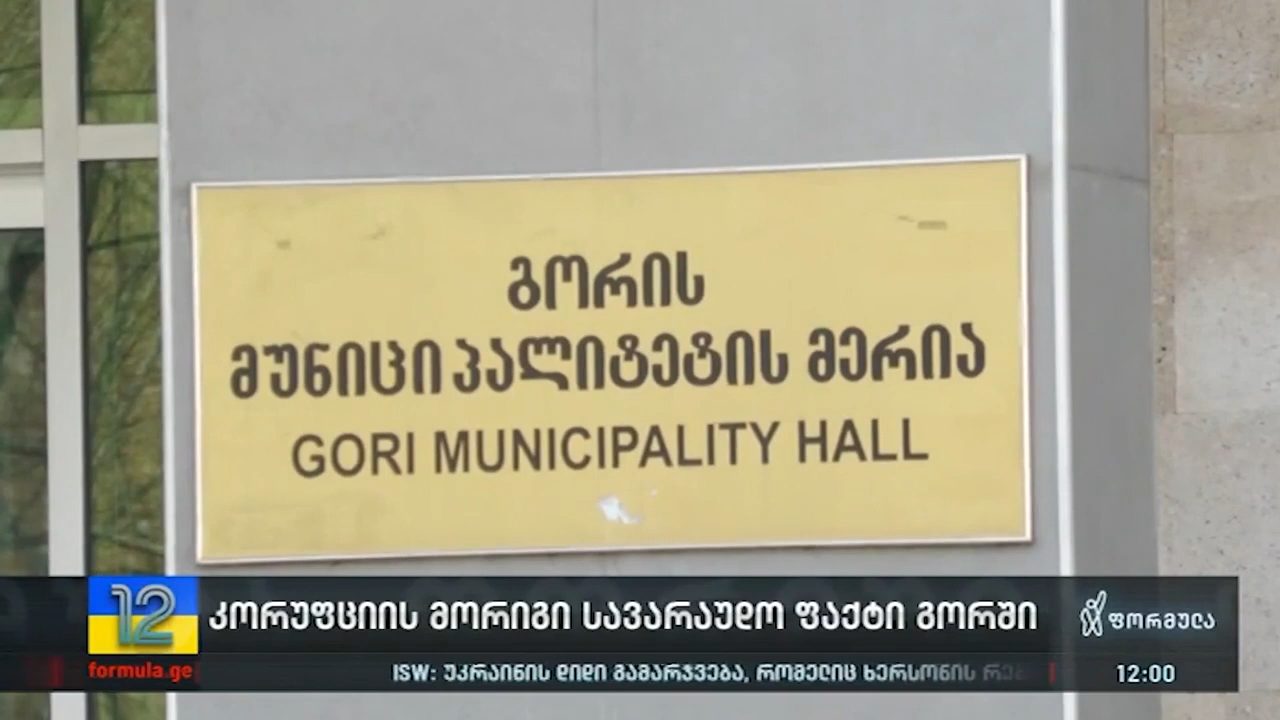 გორის
მუნიციპალიტეტის მერია
GORI MUNICIPALITY HALL
12 კორუფციის მორიგი სავარაუდო ფაქტი გორში ფორმულა
formula.ge ISW: უკრაინის დიდი გამარჯვება, რომელიც ხერსონის 12:00